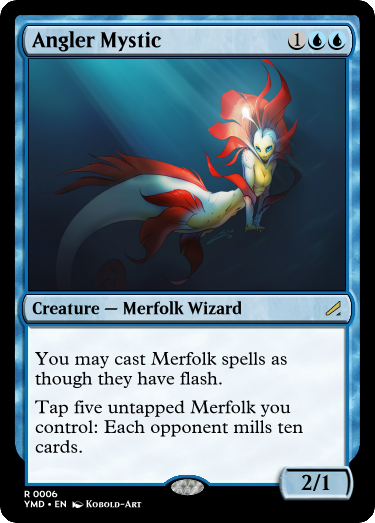 Angler Mystic 1
Creature — Merfolk Wizard
You may cast Merfolk spells as
though they have flash.
Tap five untapped Merfolk you
control: Each opponent mills ten
cards.
2/1
R 0006
YMD • EN Kobold-Art